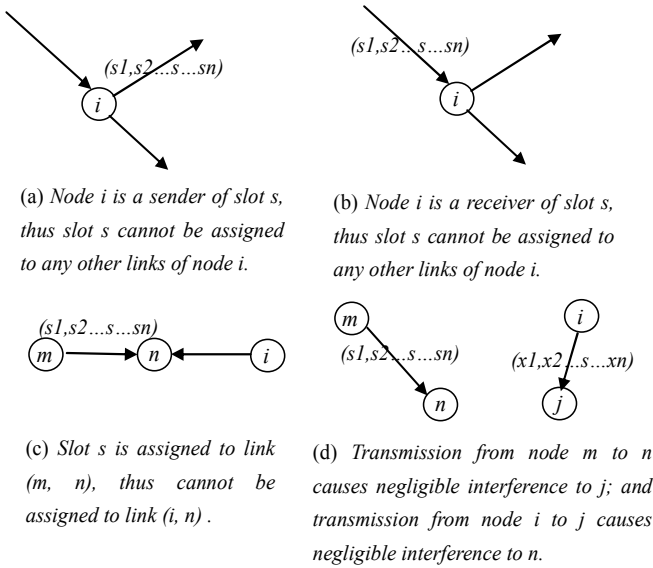 (s1,s2...s...sn)
i
(a) Node i is a sender of slot s,
thus slot s cannot be assigned
to any other links of node i.
(s1,s2...s...sn)
i
(b) Node i is a receiver of slot s,
thus slot s cannot be assigned to
any other links of node i.
(s1,s2...s...sn)
m n i
(c) Slot s is assigned to link
(m, n), thus cannot be
assigned to link (i, n) .
m
(s1,s2...s...sn)
n
i
(x1,x2...s...xn)
j
(d) Transmission from node m to n
causes negligible interference to j; and
transmission from node i to j causes
negligible interference to n.